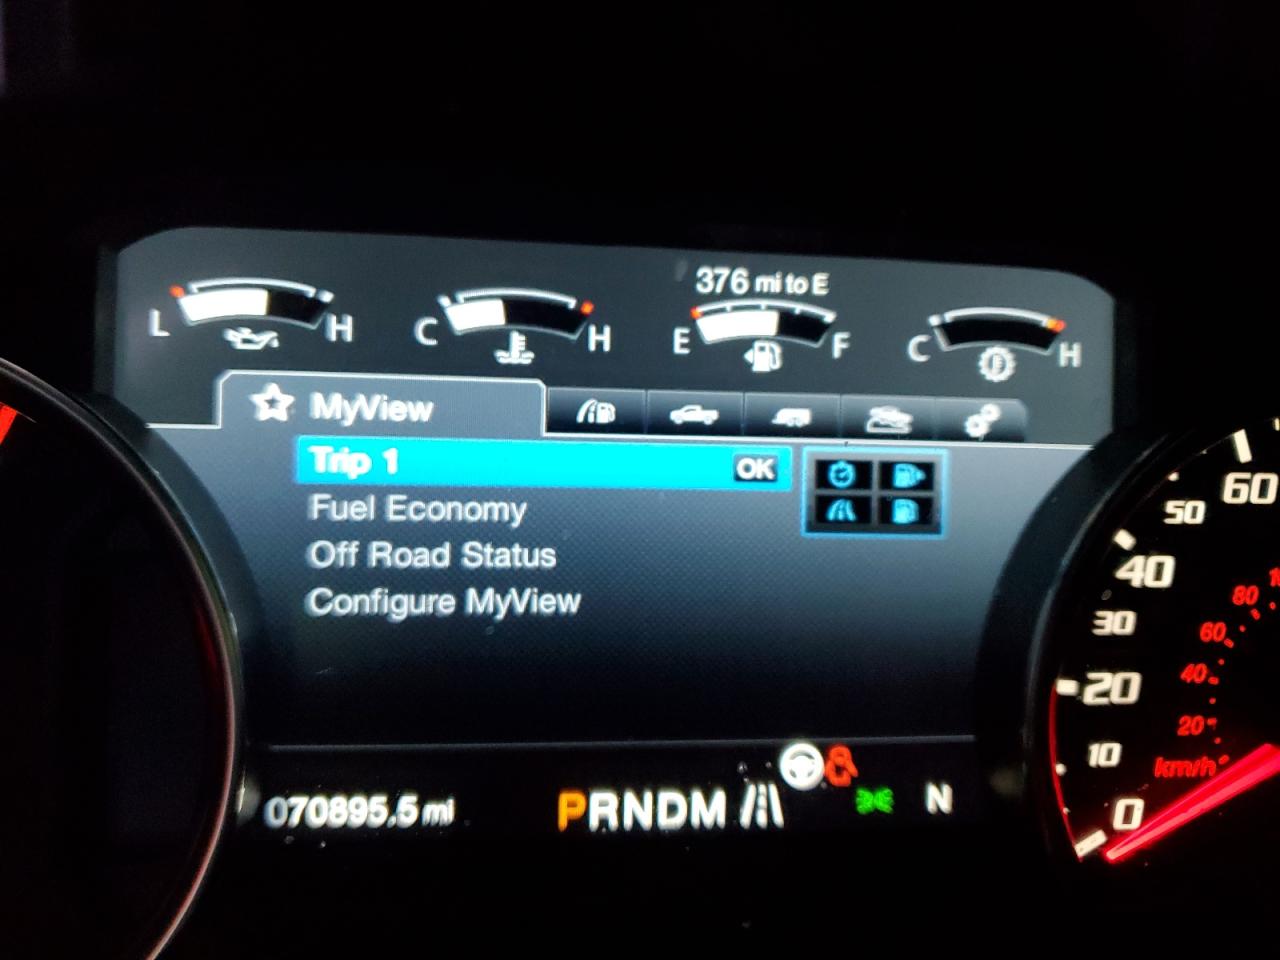 376 mi to E
L H C H E F C H
MyView
Trip 1 OK
Fuel Economy
Off Road Status
Configure MyView
070895.5 mi PRNDM N
60
50
40
30
20
10
0
80
60
40
20
km/h